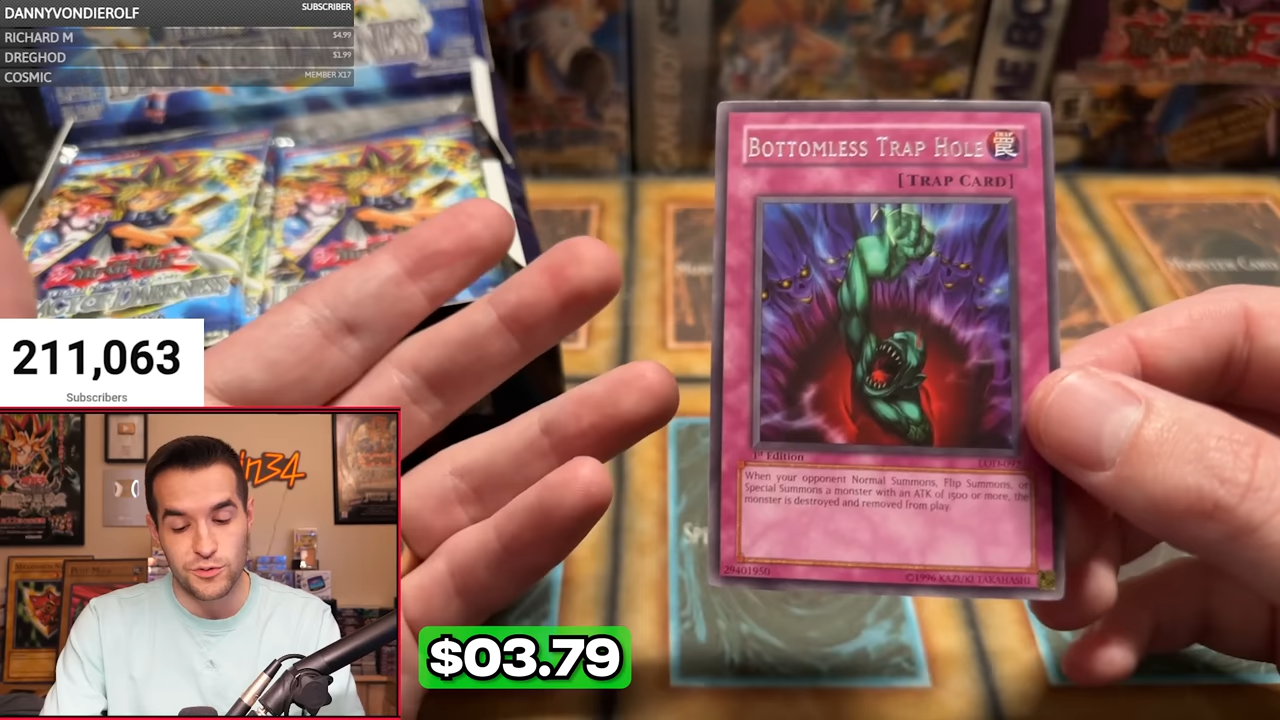 DANNYVONDIEROLF
SUBSCRIBER
RICHARD M
$4.99
DREGHOD
$1.99
COSMIC
MEMBER X17
BOTTOMLESS TRAP HOLE
TRAP
[TRAP CARD]
1st Edition
When your opponent Normal Summons, Flip Summons, or
Special Summons a monster with an ATK of 1500 or more, the
monster is destroyed and removed from play.
29401950
©1996 KAZUKI TAKAHASHI
211,063
Subscribers
$03.79